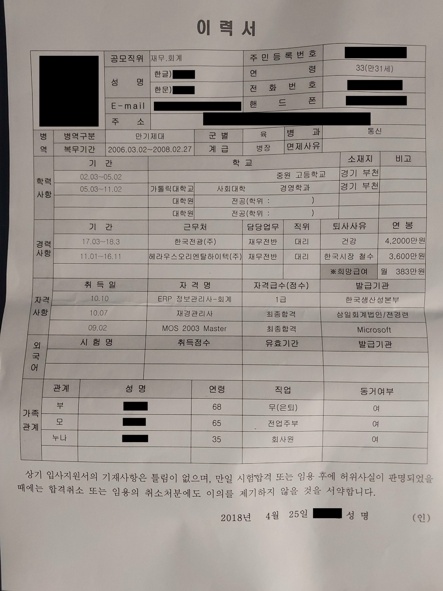 이 력 서
공모직위 재무,회계 주 민 등 록 번 호
성 명 한글) 연 령 33(만31세)
한문) 전 화 번 호
E-mail 핸 드 폰
주 소
병역 병역구분 만기제대 군별 육 병 과 통신
복무기간 2006.03.02~2008.02.27 계급 병장 면제사유
학력사항 기 간 학 교 소재지 비고
02.03~05.02 중원 고등학교 경기 부천
05.03~11.02 가톨릭대학교 사회대학 경영학과 경기 부천
대학원 전공(학위 : )
대학원 전공(학위 : )
경력사항 기 간 근무처 담당업무 직위 퇴사사유 연 봉
17.03~18.3 한국전광(주) 재무전반 대리 건강 4,2000만원
11.01~16.11 헤라우스오리엔탈하이텍(주) 재무전반 대리 한국시장 철수 3,600만원
※희망급여 월 383만원
자격사항 취 득 일 자 격 명 자격급수(점수) 발급기관
10.10 ERP 정보관리사-회계 1급 한국생산성본부
10.07 재경관리사 최종합격 삼일회계법인/전경련
09.02 MOS 2003 Master 최종합격 Microsoft
외국어 시 험 명 취득점수 유효기간 발급기관
가족관계 관계 성 명 연령 직업 동거여부
부 68 무(은퇴) 여
모 65 전업주부 여
누나 35 회사원 여
상기 입사지원서의 기재사항은 틀림이 없으며, 만일 시험합격 또는 임용 후에 허위사실이 판명되었을
때에는 합격취소 또는 임용의 취소처분에도 이의를 제기하지 않을 것을 서약합니다.
2018년 4월 25일 성 명 (인)